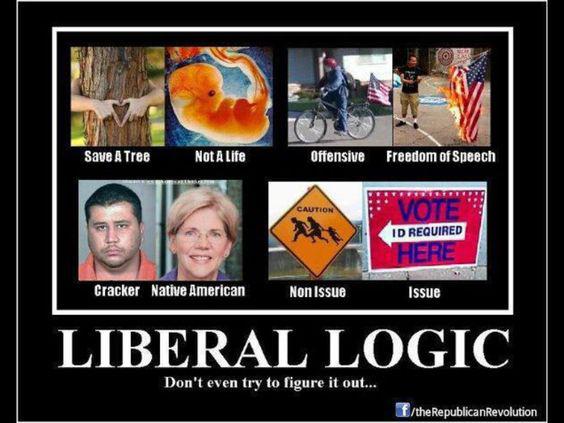 Save A Tree
Not A Life
Offensive
Freedom of Speech
Cracker
Native American
CAUTION
VOTE
ID REQUIRED
HERE
Non Issue
Issue
LIBERAL LOGIC
Don't even try to figure it out...
f /theRepublicanRevolution